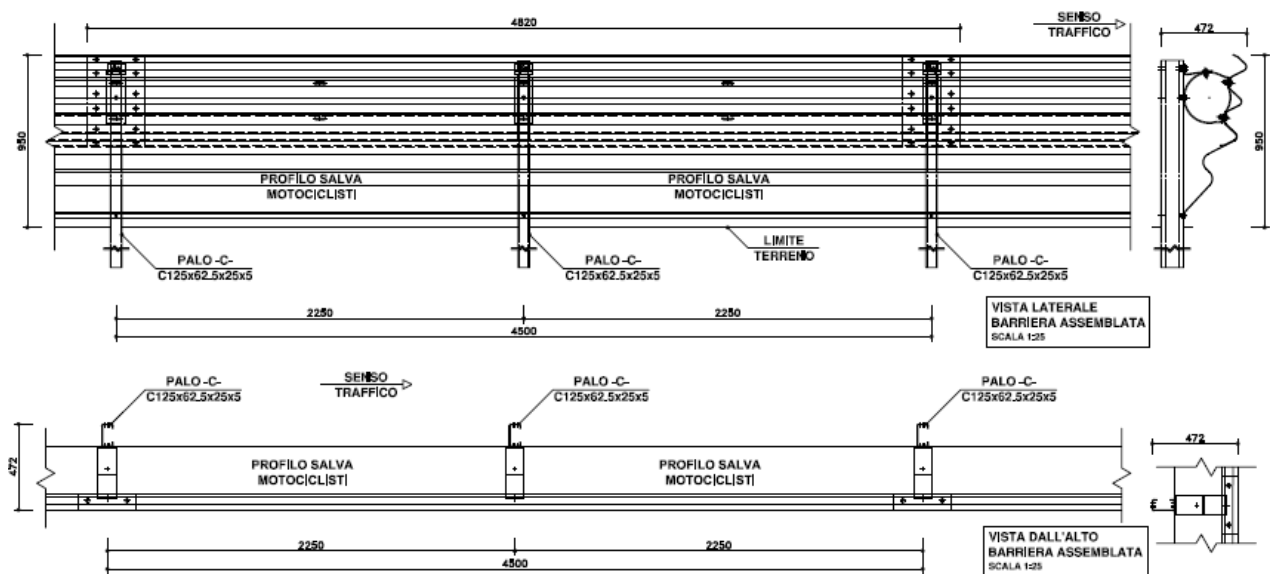 4820
SENSO
TRAFFICO
472
950
950
PROFILO SALVA
MOTOCICLISTI
PROFILO SALVA
MOTOCICLISTI
PALO -C-
C125x62.5x25x5
PALO -C-
C125x62.5x25x5
LIMITE
TERRENO
PALO -C-
C125x62.5x25x5
2250
2250
4500
VISTA LATERALE
BARRIERA ASSEMBLATA
SCALA 1:25
PALO -C-
C125x62.5x25x5
SENSO
TRAFFICO
PALO -C-
C125x62.5x25x5
PALO -C-
C125x62.5x25x5
472
PROFILO SALVA
MOTOCICLISTI
PROFILO SALVA
MOTOCICLISTI
472
2250
2250
4500
VISTA DALL'ALTO
BARRIERA ASSEMBLATA
SCALA 1:25